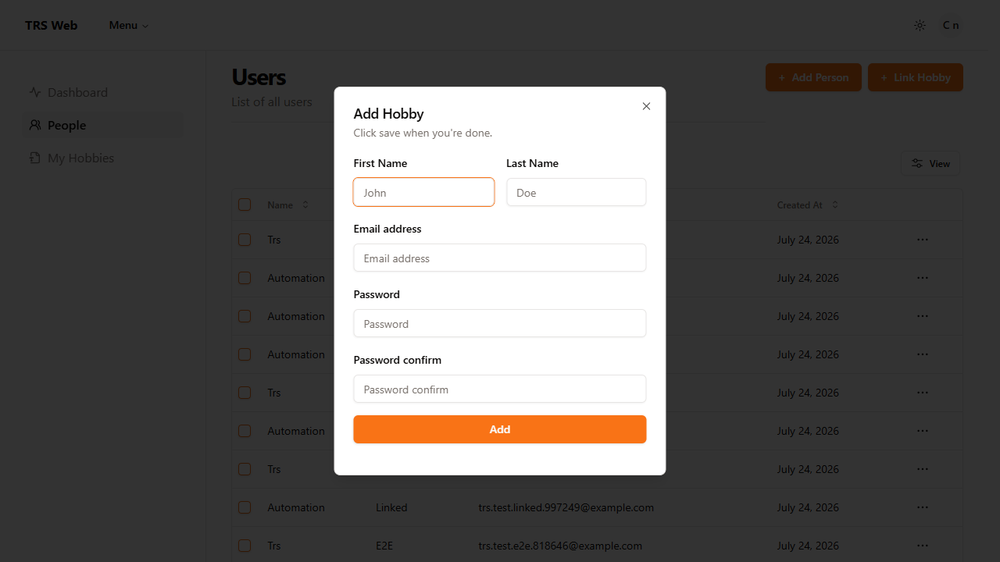 TRS Web
Menu
C n
Dashboard
People
My Hobbies
Users
List of all users
+ Add Person
+ Link Hobby
View
Name
Created At
Trs
July 24, 2026
Automation
July 24, 2026
Automation
July 24, 2026
Automation
July 24, 2026
Trs
July 24, 2026
Automation
July 24, 2026
Trs
July 24, 2026
Automation Linked trs.test.linked.997249@example.com July 24, 2026
Trs E2E trs.test.e2e.818646@example.com July 24, 2026
Add Hobby
Click save when you're done.
First Name Last Name
John Doe
Email address
Email address
Password
Password
Password confirm
Password confirm
Add